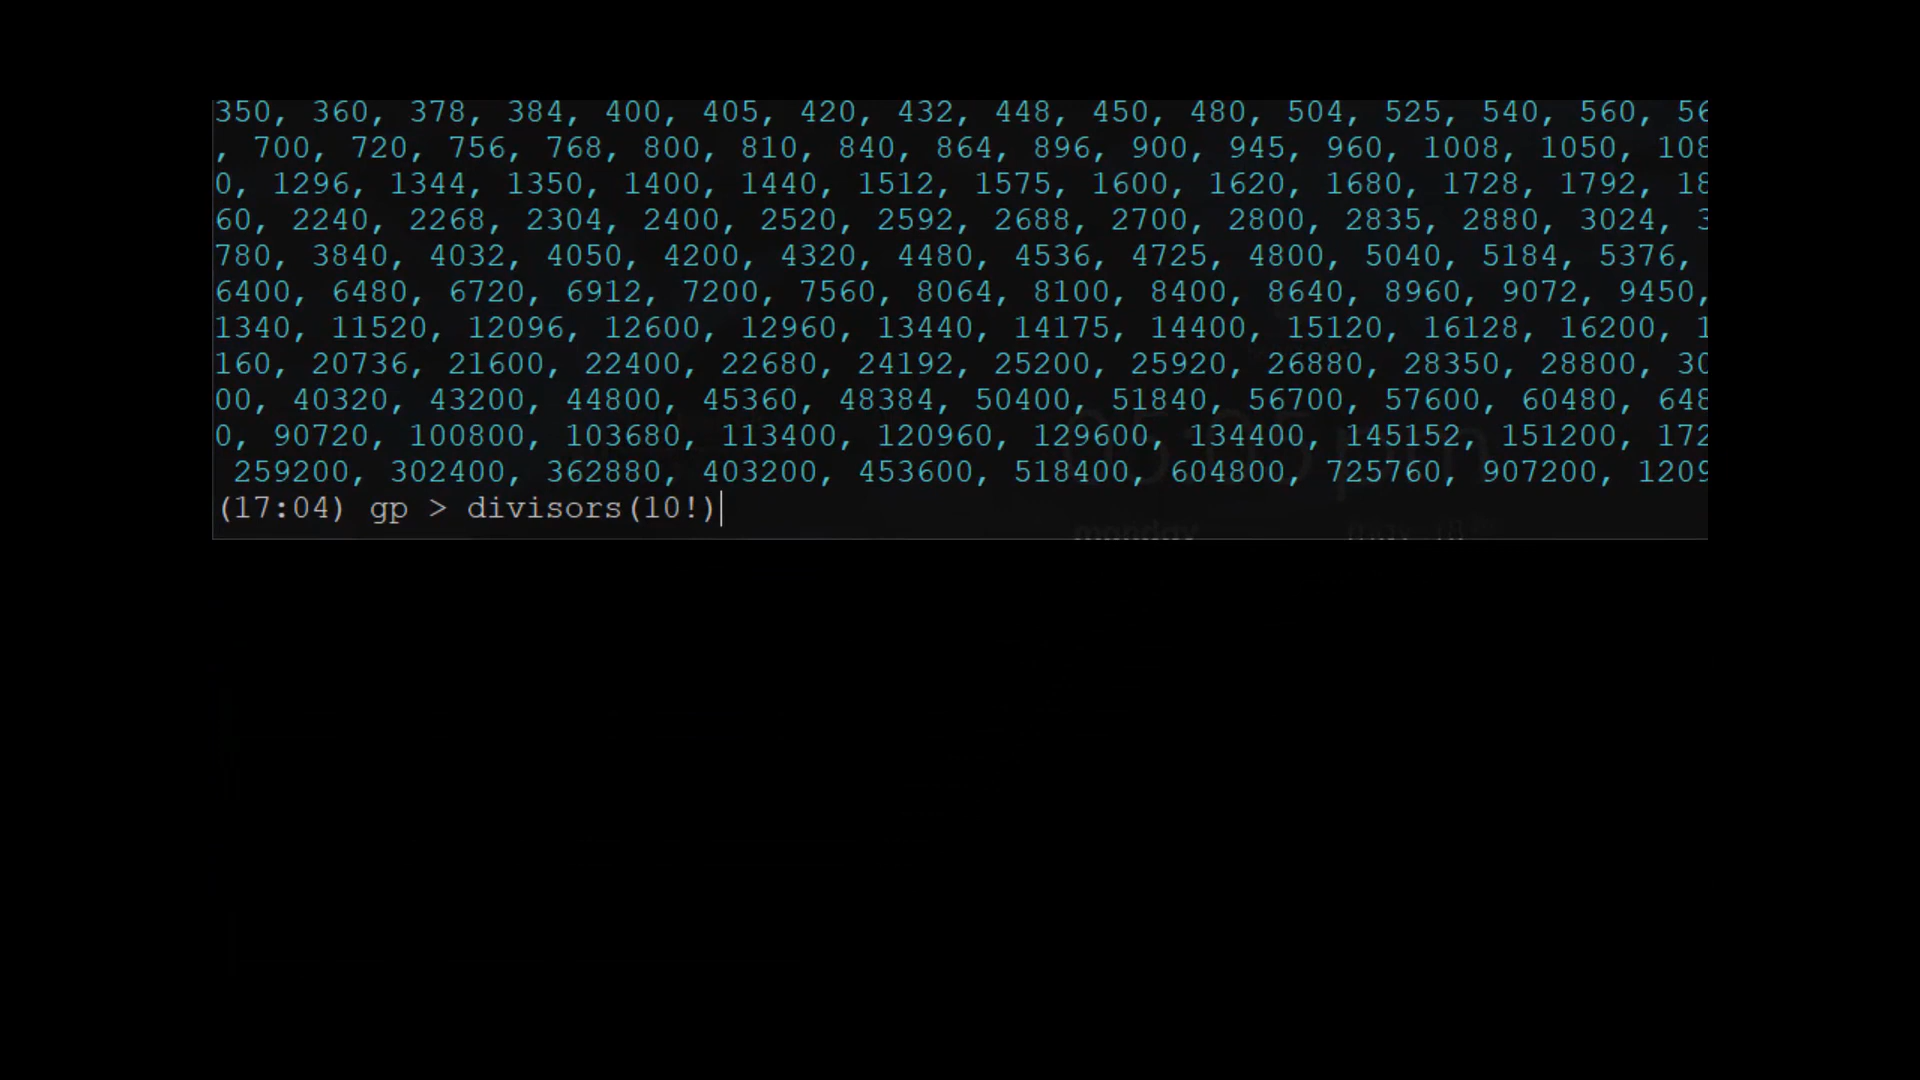 350, 360, 378, 384, 400, 405, 420, 432, 448, 450, 480, 504, 525, 540, 560, 56
, 700, 720, 756, 768, 800, 810, 840, 864, 896, 900, 945, 960, 1008, 1050, 108
0, 1296, 1344, 1350, 1400, 1440, 1512, 1575, 1600, 1620, 1680, 1728, 1792, 18
60, 2240, 2268, 2304, 2400, 2520, 2592, 2688, 2700, 2800, 2835, 2880, 3024, 3
780, 3840, 4032, 4050, 4200, 4320, 4480, 4536, 4725, 4800, 5040, 5184, 5376,
6400, 6480, 6720, 6912, 7200, 7560, 8064, 8100, 8400, 8640, 8960, 9072, 9450,
1340, 11520, 12096, 12600, 12960, 13440, 14175, 14400, 15120, 16128, 16200, 1
160, 20736, 21600, 22400, 22680, 24192, 25200, 25920, 26880, 28350, 28800, 30
00, 40320, 43200, 44800, 45360, 48384, 50400, 51840, 56700, 57600, 60480, 648
0, 90720, 100800, 103680, 113400, 120960, 129600, 134400, 145152, 151200, 172
259200, 302400, 362880, 403200, 453600, 518400, 604800, 725760, 907200, 1209
(17:04) gp > divisors(10!)
05:05 pm
monday